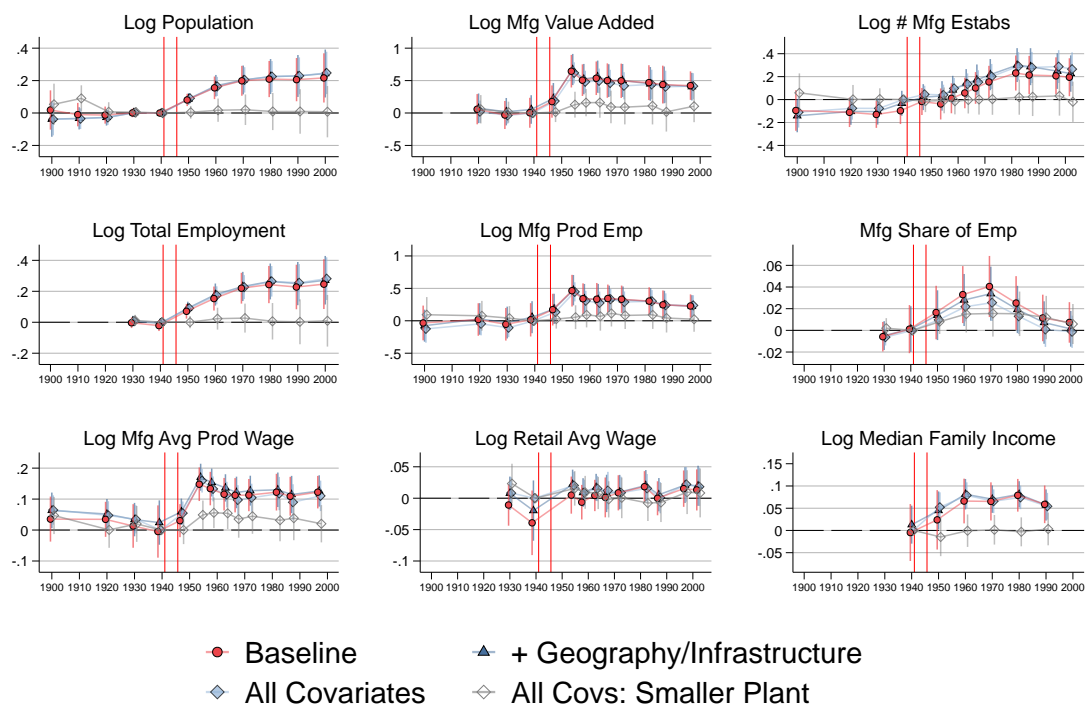 Log Population
.4
.2
0
-.2
1900 1910 1920 1930 1940 1950 1960 1970 1980 1990 2000
Log Mfg Value Added
1
.5
0
-.5
1900 1910 1920 1930 1940 1950 1960 1970 1980 1990 2000
Log # Mfg Estabs
.4
.2
0
-.2
-.4
1900 1910 1920 1930 1940 1950 1960 1970 1980 1990 2000
Log Total Employment
.4
.2
0
-.2
1900 1910 1920 1930 1940 1950 1960 1970 1980 1990 2000
Log Mfg Prod Emp
1
.5
0
-.5
1900 1910 1920 1930 1940 1950 1960 1970 1980 1990 2000
Mfg Share of Emp
.06
.04
.02
0
-.02
1900 1910 1920 1930 1940 1950 1960 1970 1980 1990 2000
Log Mfg Avg Prod Wage
.2
.1
0
-.1
1900 1910 1920 1930 1940 1950 1960 1970 1980 1990 2000
Log Retail Avg Wage
.05
0
-.05
-.1
1900 1910 1920 1930 1940 1950 1960 1970 1980 1990 2000
Log Median Family Income
.15
.1
.05
0
-.05
1900 1910 1920 1930 1940 1950 1960 1970 1980 1990 2000
Baseline
+ Geography/Infrastructure
All Covariates
All Covs: Smaller Plant